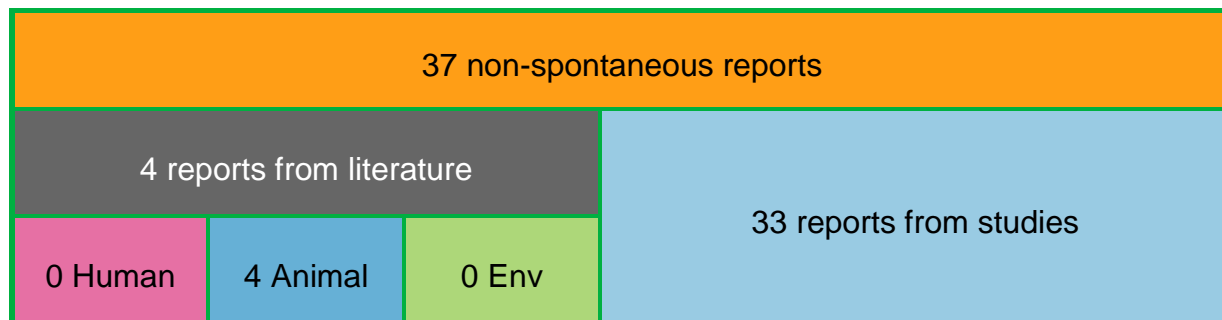 37 non-spontaneous reports
4 reports from literature
33 reports from studies
0 Human
4 Animal
0 Env